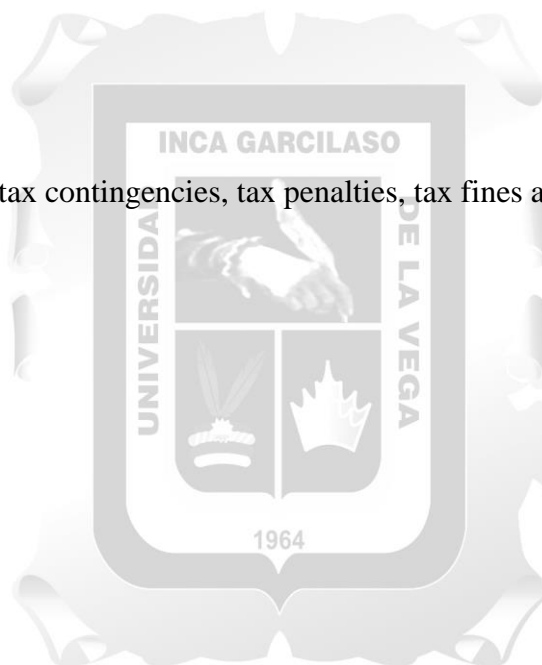 INCA GARCILASO
tax contingencies, tax penalties, tax fines a
UNIVERSIDAD
DE LA VEGA
1964